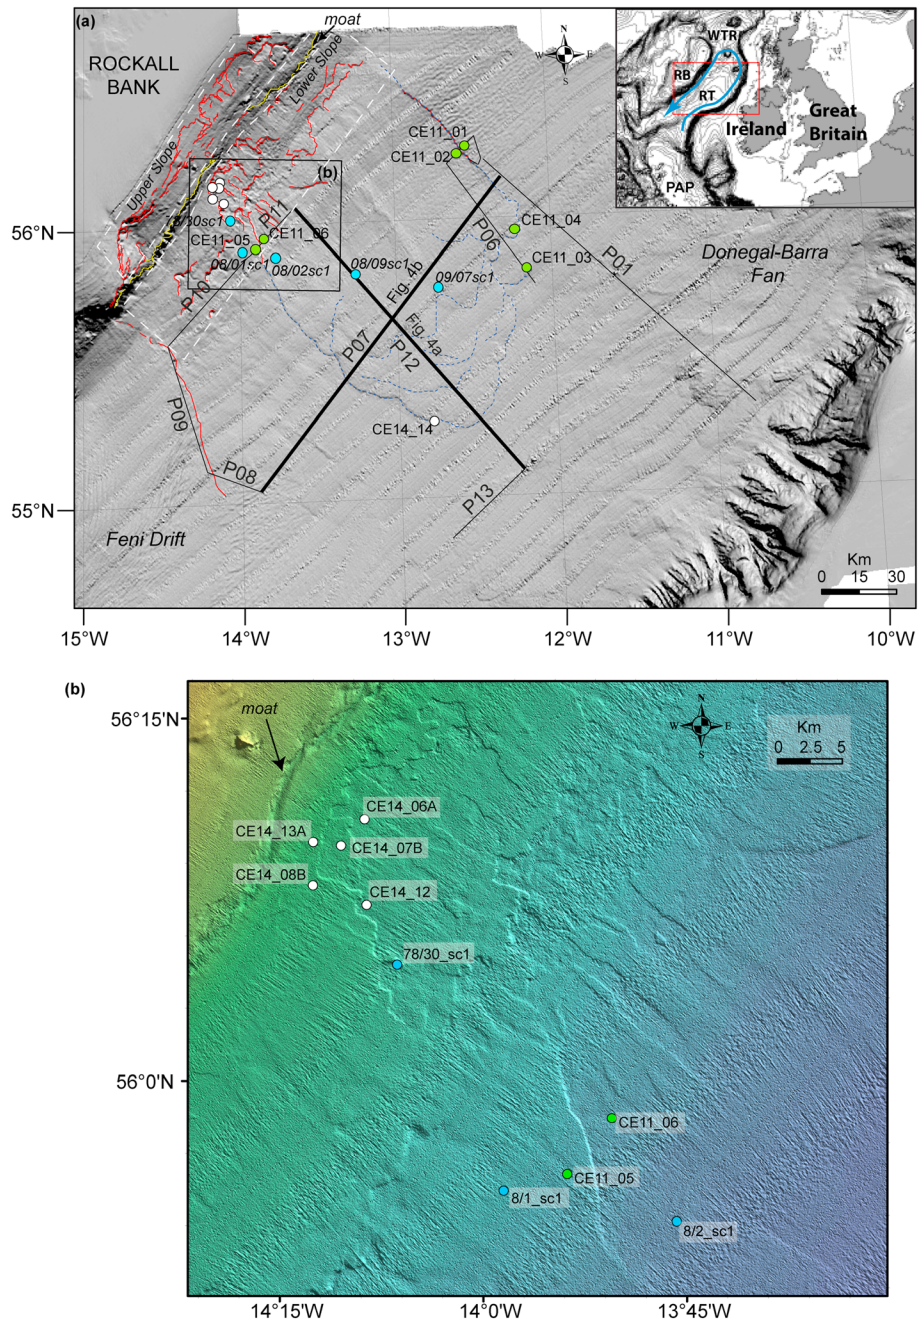 (a)
moat
ROCKALL
BANK
Upper Slope
Lower Slope
N
W
E
S
WTR
RB
RT
Ireland
Great
Britain
PAP
CE11_01
CE11_02
(b)
56°N
78/30sc1
P11
CE11_05
CE11_06
08/01sc1
08/02sc1
08/09sc1
CE11_04
P06
CE11_03
09/07sc1
P01
Donegal-Barra
Fan
P10
Fig. 4b
Fig. 4a
P07
P12
P09
CE14_14
P08
P13
55°N
Feni Drift
Km
0 15 30
15°W 14°W 13°W 12°W 11°W 10°W
(b)
56°15'N
moat
N
W
E
S
Km
0 2.5 5
CE14_06A
CE14_13A
CE14_07B
CE14_08B
CE14_12
78/30_sc1
56°0'N
CE11_06
CE11_05
8/1_sc1
8/2_sc1
14°15'W 14°0'W 13°45'W